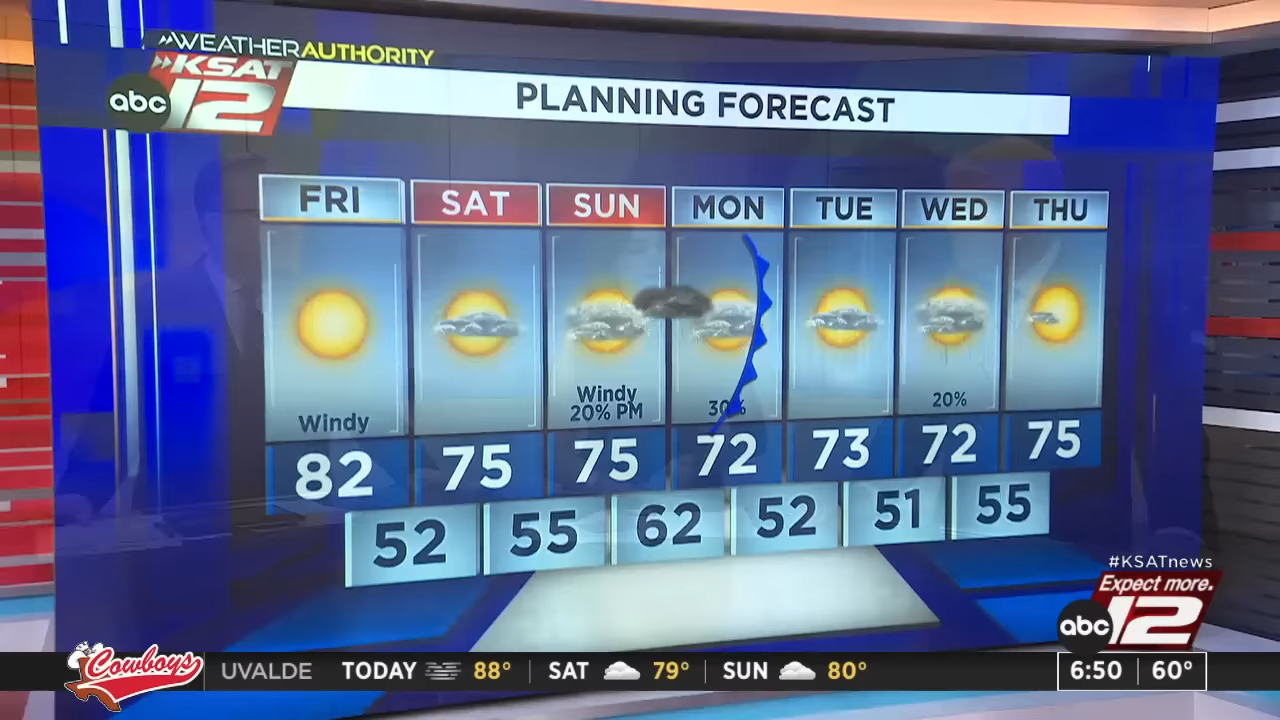 WEATHERAUTHORITY
KSAT
abc 12
PLANNING FORECAST
FRI SAT SUN MON TUE WED THU
Windy
Windy
20% PM
30%
20%
82 75 75 72 73 72 75
52 55 62 52 51 55
#KSATnews
Expect more.
abc 12
Cowboys UVALDE TODAY 88° SAT 79° SUN 80° 6:50 60°